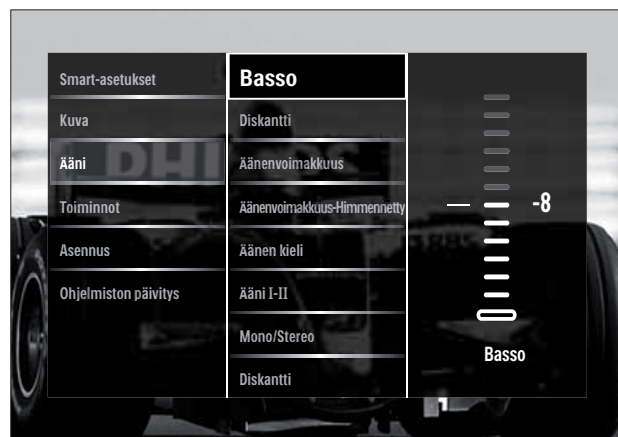 Smart-asetukset
Kuva
Ääni
Toiminnot
Asennus
Ohjelmiston päivitys
Basso
Diskantti
Äänenvoimakkuus
Äänenvoimakkuus-Himmennetty
Äänen kieli
Ääni I-II
Mono/Stereo
Diskantti
-8
Basso